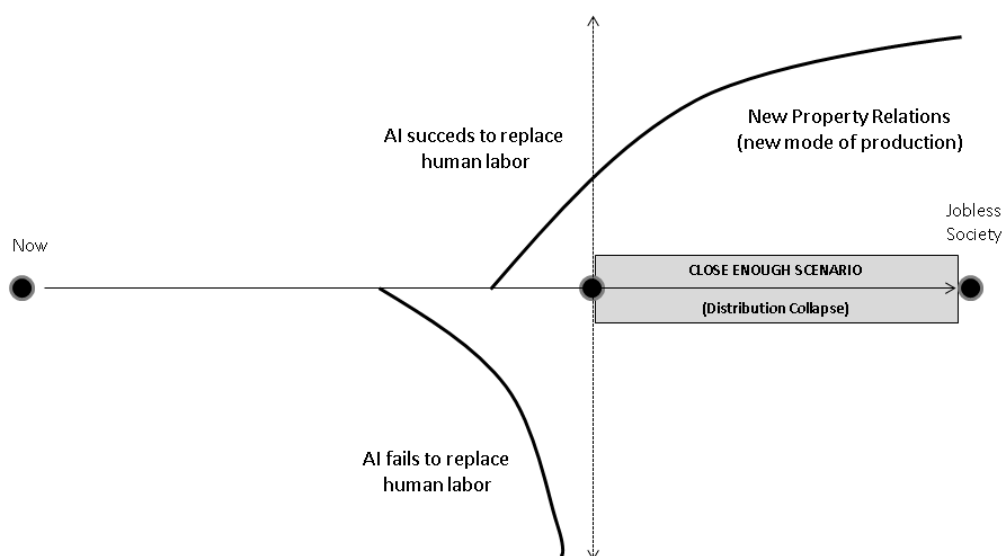 AI succeds to replace
human labor
New Property Relations
(new mode of production)
Now
Jobless
Society
CLOSE ENOUGH SCENARIO
(Distribution Collapse)
AI fails to replace
human labor